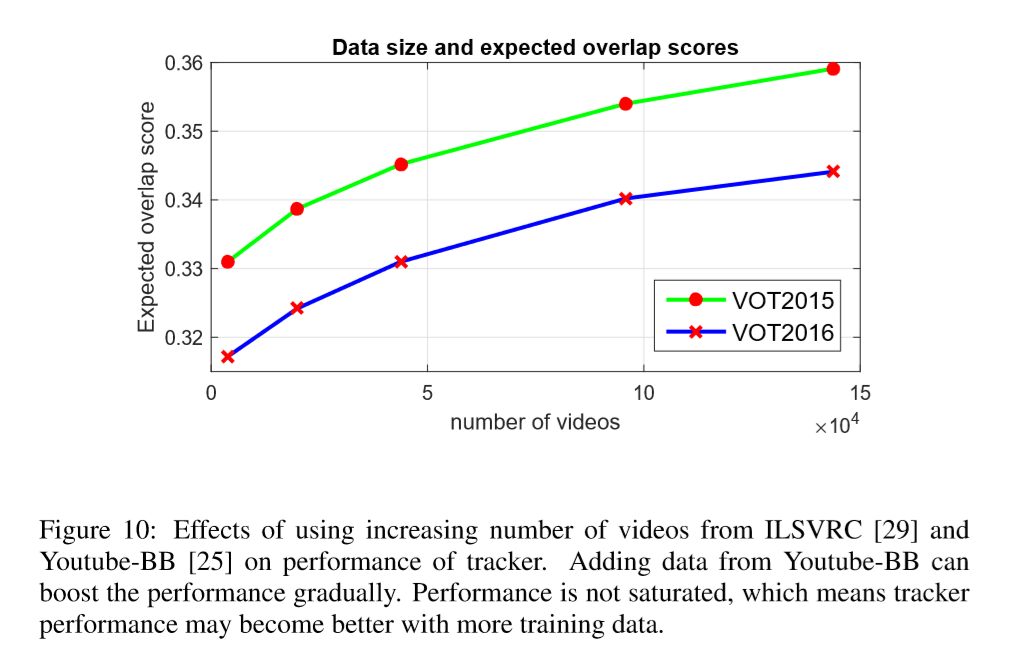 Data size and expected overlap scores
Expected overlap score
0.36
0.35
0.34
0.33
0.32
0 5 10 15
number of videos
×10⁴
VOT2015
VOT2016
Figure 10: Effects of using increasing number of videos from ILSVRC [29] and
Youtube-BB [25] on performance of tracker. Adding data from Youtube-BB can
boost the performance gradually. Performance is not saturated, which means tracker
performance may become better with more training data.